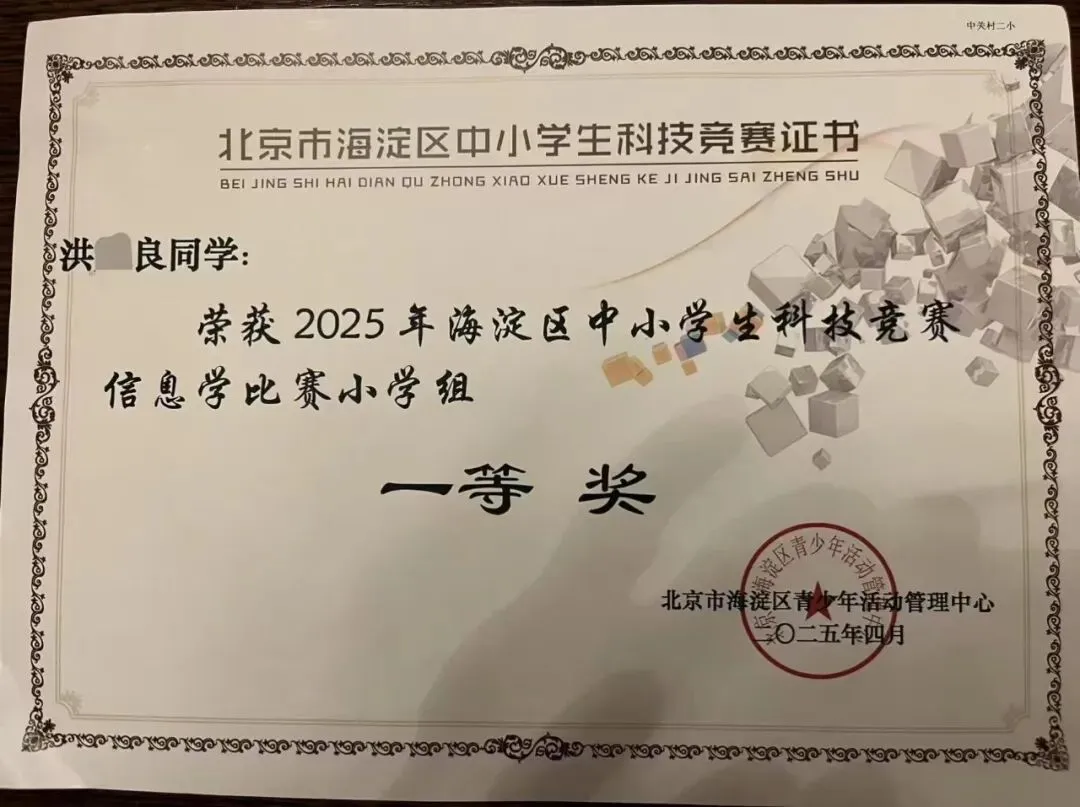 中关村二小
北京市海淀区中小学生科技竞赛证书
BEI JING SHI HAI DIAN QU ZHONG XIAO XUE SHENG KE JI JING SAI ZHENG SHU
洪 良同学:
荣获 2025 年海淀区中小学生科技竞赛
信息学比赛小学组
一等 奖
北京市海淀区青少年活动管理中心
二〇二五年四月